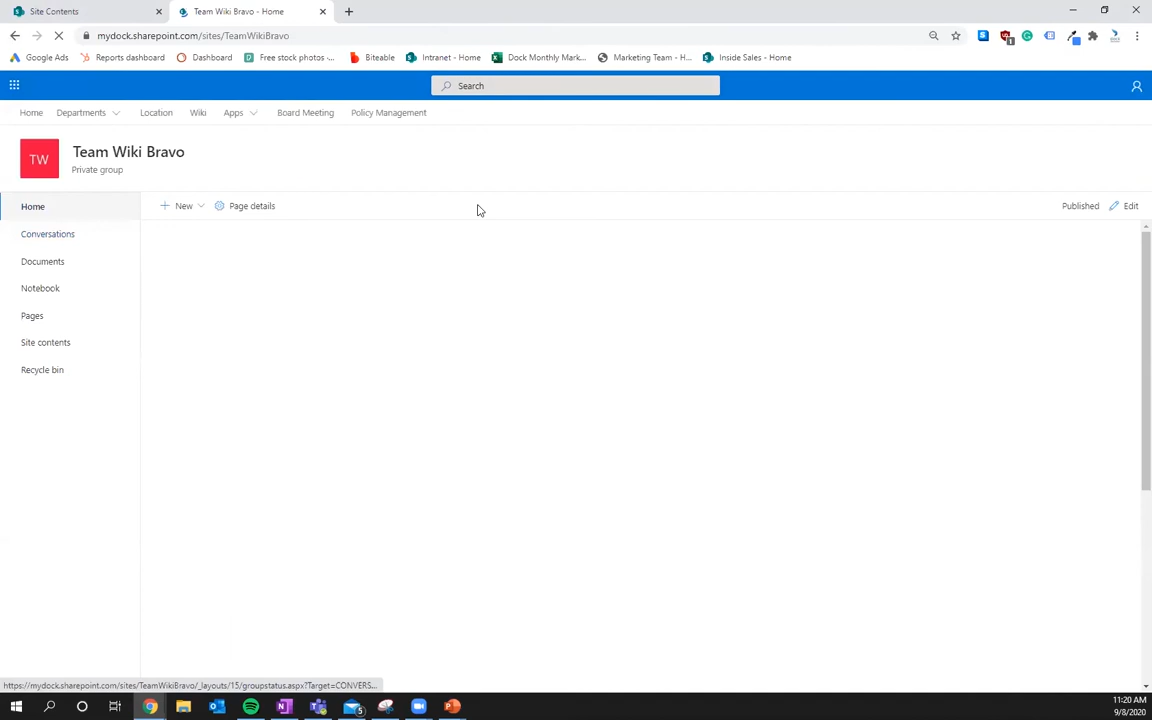 Site Contents
Team Wiki Bravo - Home
mydock.sharepoint.com/sites/TeamWikiBravo
Google Ads
Reports dashboard
Dashboard
Free stock photos -...
Biteable
Intranet - Home
Dock Monthly Mark...
Marketing Team - H...
Inside Sales - Home
Search
Home
Departments
Location
Wiki
Apps
Board Meeting
Policy Management
TW
Team Wiki Bravo
Private group
Home
New
Page details
Published
Edit
Conversations
Documents
Notebook
Pages
Site contents
Recycle bin
https://mydock.sharepoint.com/sites/TeamWikiBravo/_layouts/15/groupstatus.aspx?Target=CONVERS...
11:20 AM
9/8/2020